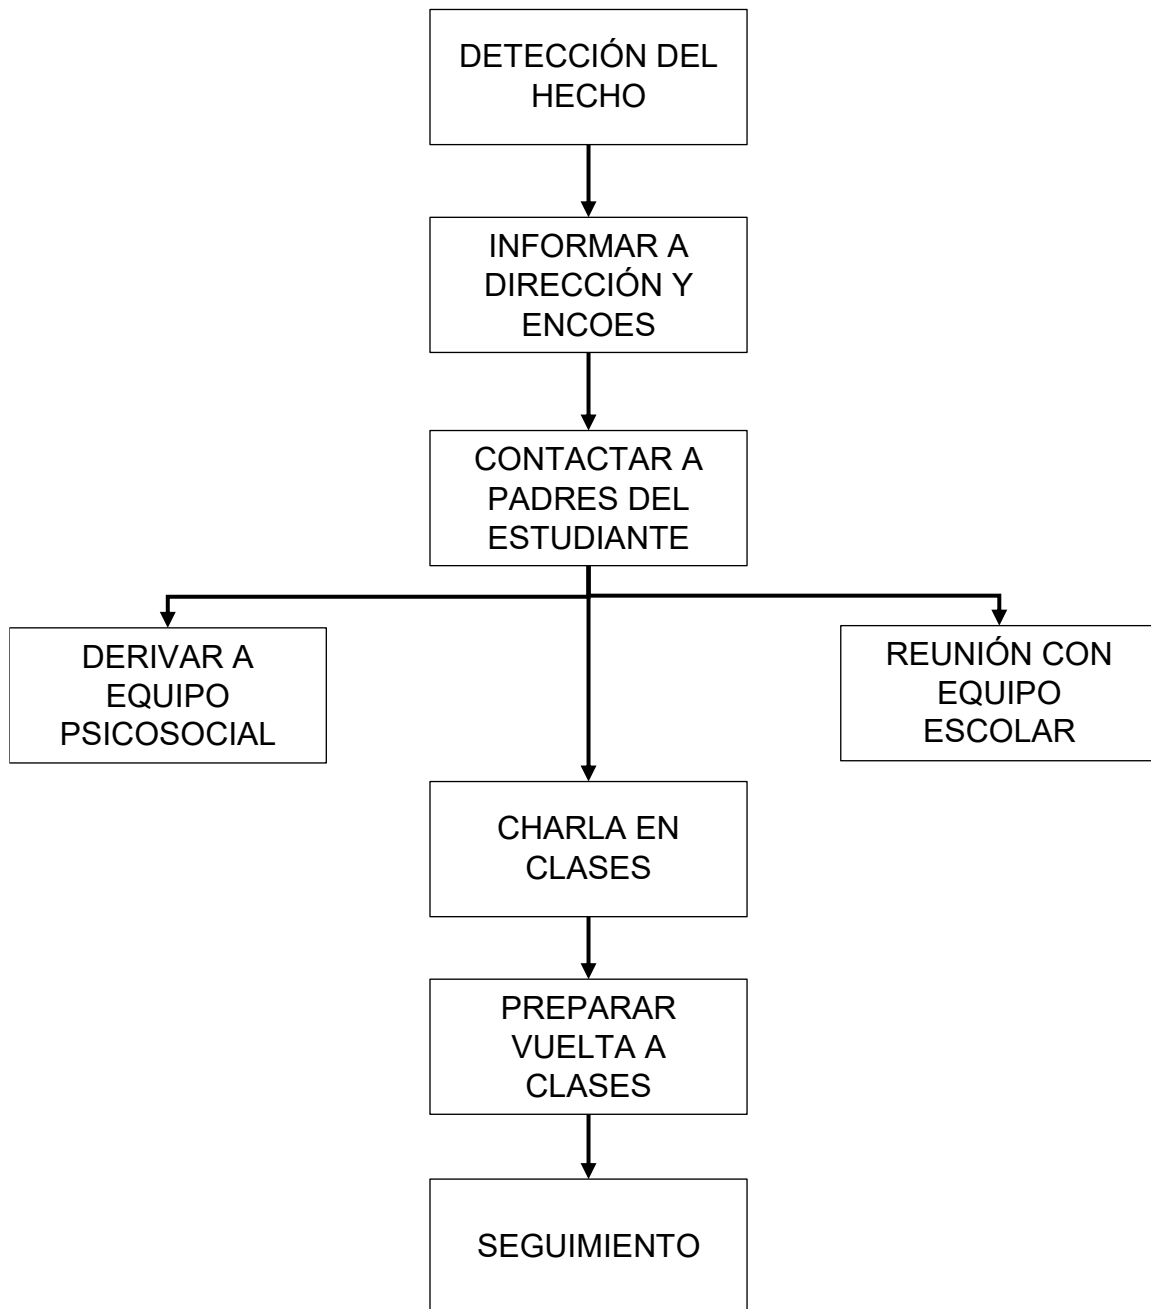 DETECCIÓN DEL
HECHO
INFORMAR A
DIRECCIÓN Y
ENCOES
CONTACTAR A
PADRES DEL
ESTUDIANTE
DERIVAR A
EQUIPO
PSICOSOCIAL
REUNIÓN CON
EQUIPO
ESCOLAR
CHARLA EN
CLASES
PREPARAR
VUELTA A
CLASES
SEGUIMIENTO